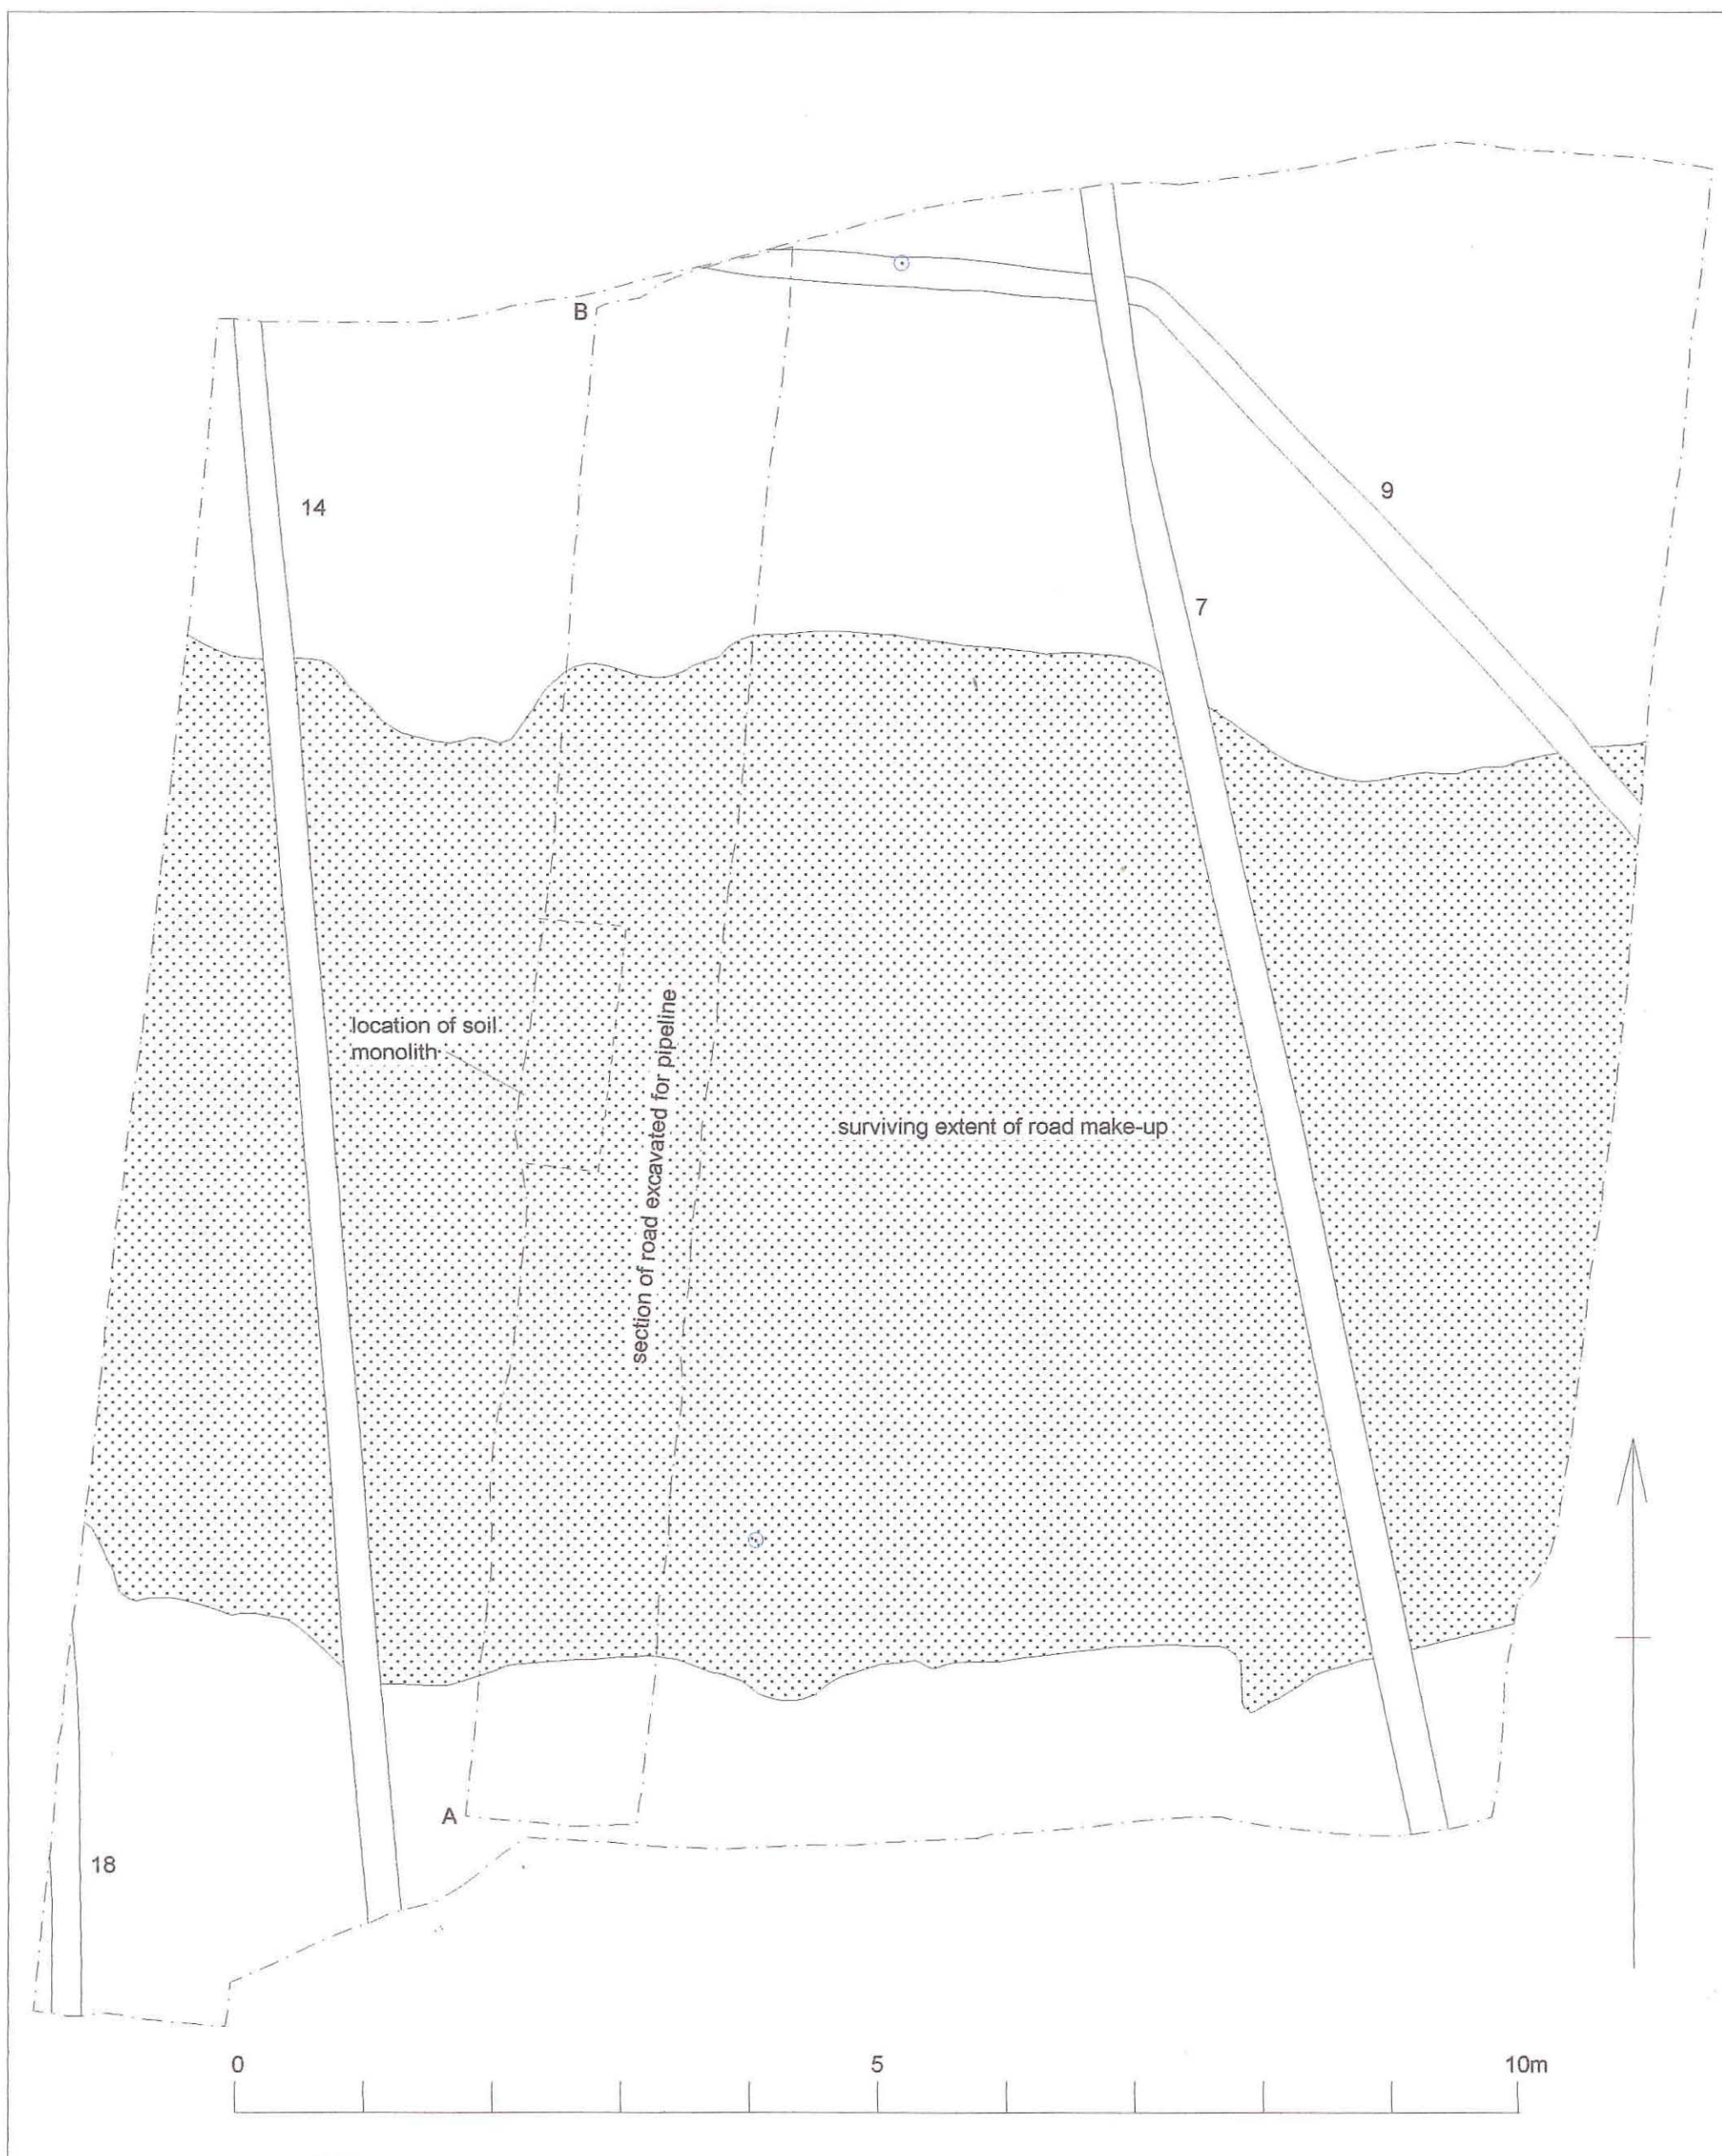 B
14
9
7
location of soil
monolith
section of road excavated for pipeline
surviving extent of road make-up
A
18
0 5 10m